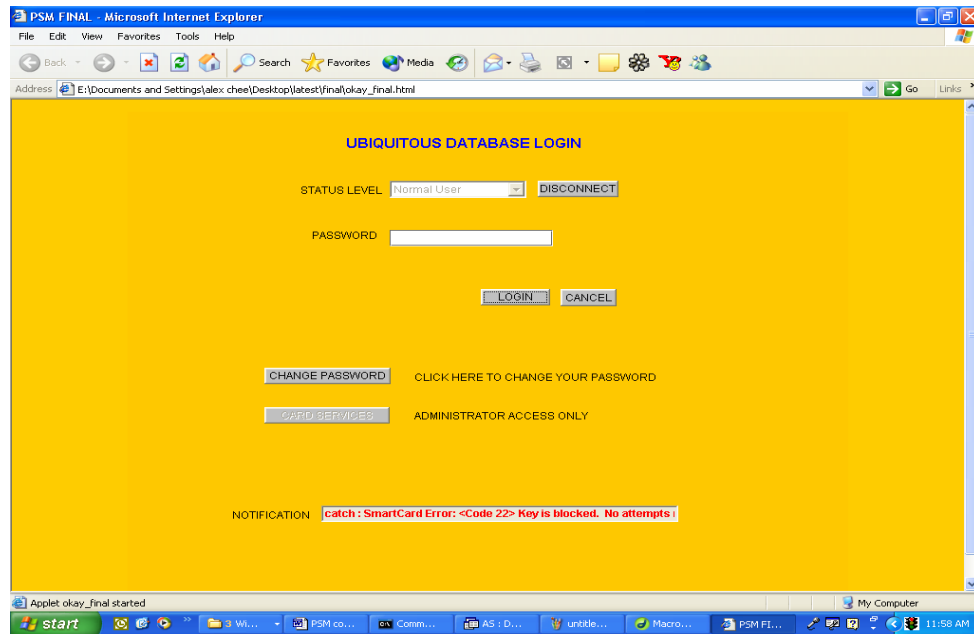 PSM FINAL - Microsoft Internet Explorer
File Edit View Favorites Tools Help
Back Search Favorites Media
Address E:\Documents and Settings\alex chee\Desktop\latest\final\okay_final.html Go Links
UBIQUITOUS DATABASE LOGIN
STATUS LEVEL Normal User DISCONNECT
PASSWORD
LOGIN CANCEL
CHANGE PASSWORD CLICK HERE TO CHANGE YOUR PASSWORD
CARD SERVICES ADMINISTRATOR ACCESS ONLY
NOTIFICATION catch : SmartCard Error: <Code 22> Key is blocked. No attempts
Applet okay_final started My Computer
start 3 Wi... PSM co... Comm... AS : D... untitle... Macro... PSM FI... 11:58 AM